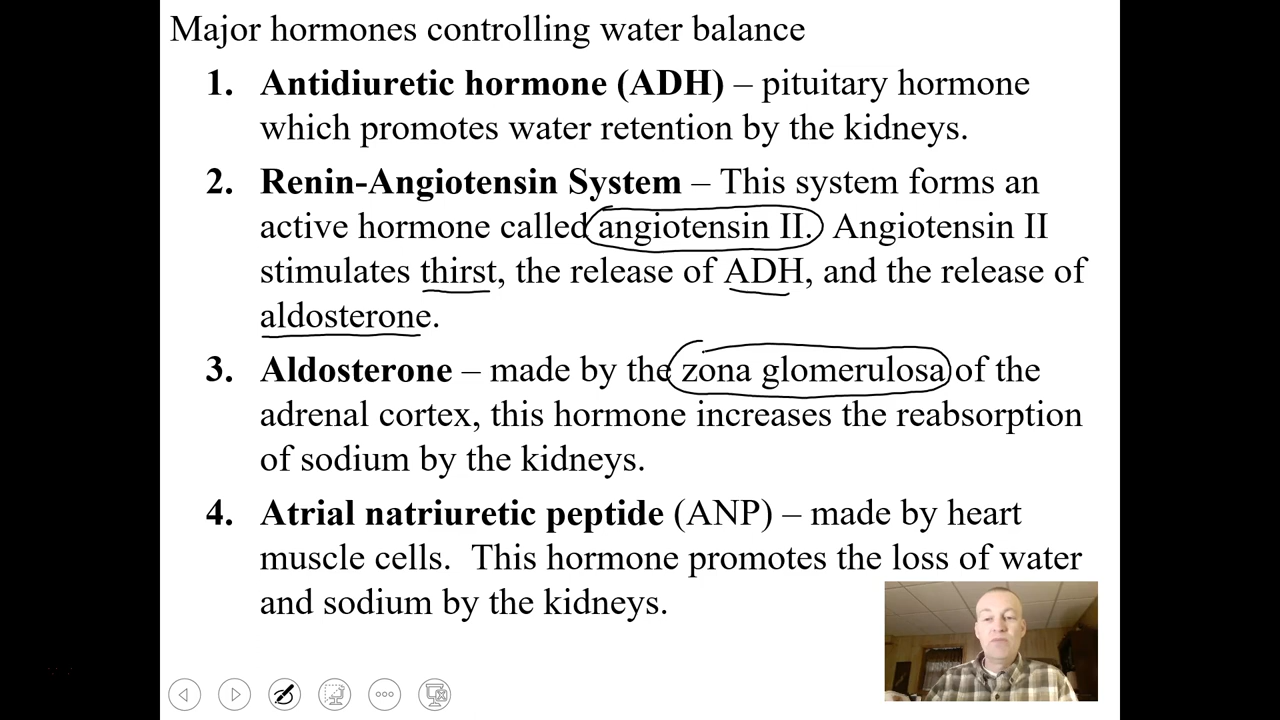 Major hormones controlling water balance
1. Antidiuretic hormone (ADH) – pituitary hormone
which promotes water retention by the kidneys.
2. Renin-Angiotensin System – This system forms an
active hormone called angiotensin II. Angiotensin II
stimulates thirst, the release of ADH, and the release of
aldosterone.
3. Aldosterone – made by the zona glomerulosa of the
adrenal cortex, this hormone increases the reabsorption
of sodium by the kidneys.
4. Atrial natriuretic peptide (ANP) – made by heart
muscle cells. This hormone promotes the loss of water
and sodium by the kidneys.